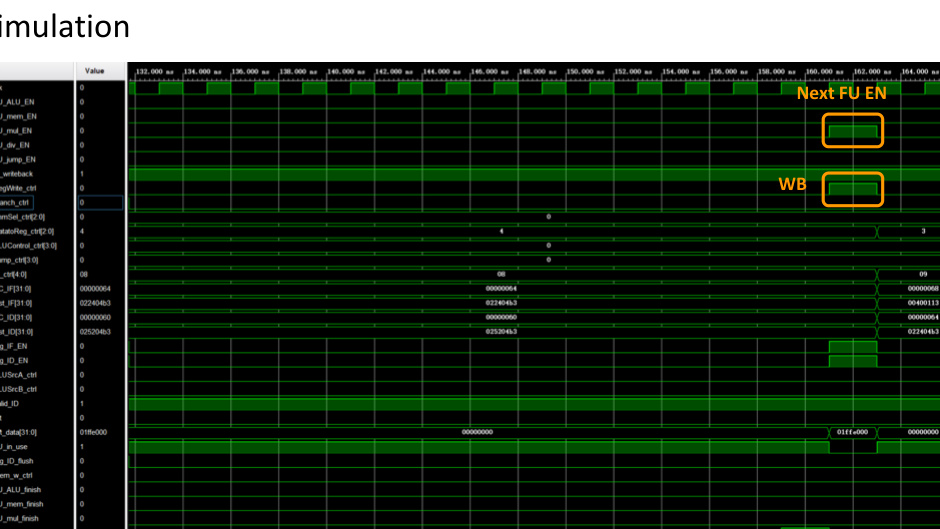 imulation
Value
132.000 ns 134.000 ns 136.000 ns 138.000 ns 140.000 ns 142.000 ns 144.000 ns 146.000 ns 148.000 ns 150.000 ns 152.000 ns 154.000 ns 156.000 ns 158.000 ns 160.000 ns 162.000 ns 164.000 ns
0
Next FU EN
J_ALU_EN 0
J_mem_EN 0
J_mul_EN 0
J_div_EN 0
J_jump_EN 0
_writeback 1
WB
egWrite_ctrl 0
anch_ctrl 0
mSel_ctrl[2:0] 0 0
atatoReg_ctrl[2:0] 4 4 3
LUControl_ctrl[3:0] 0 0
mp_ctrl[3:0] 0 0
_ctrl[4:0] 08 08 09
C_IF[31:0] 00000064 00000064 00000068
st_IF[31:0] 022404b3 022404b3 00400113
C_ID[31:0] 00000060 00000060 00000064
st_ID[31:0] 025204b3 025204b3 022404b3
g_IF_EN 0
g_ID_EN 0
LUSrcA_ctrl 0
LUSrcB_ctrl 0
lid_ID 1
0
t_data[31:0] 01ffe000 00000000 01ffe000 00000000
J_in_use 1
g_ID_flush 0
em_w_ctrl 0
J_ALU_finish 0
J_mem_finish 0
J_mul_finish 0